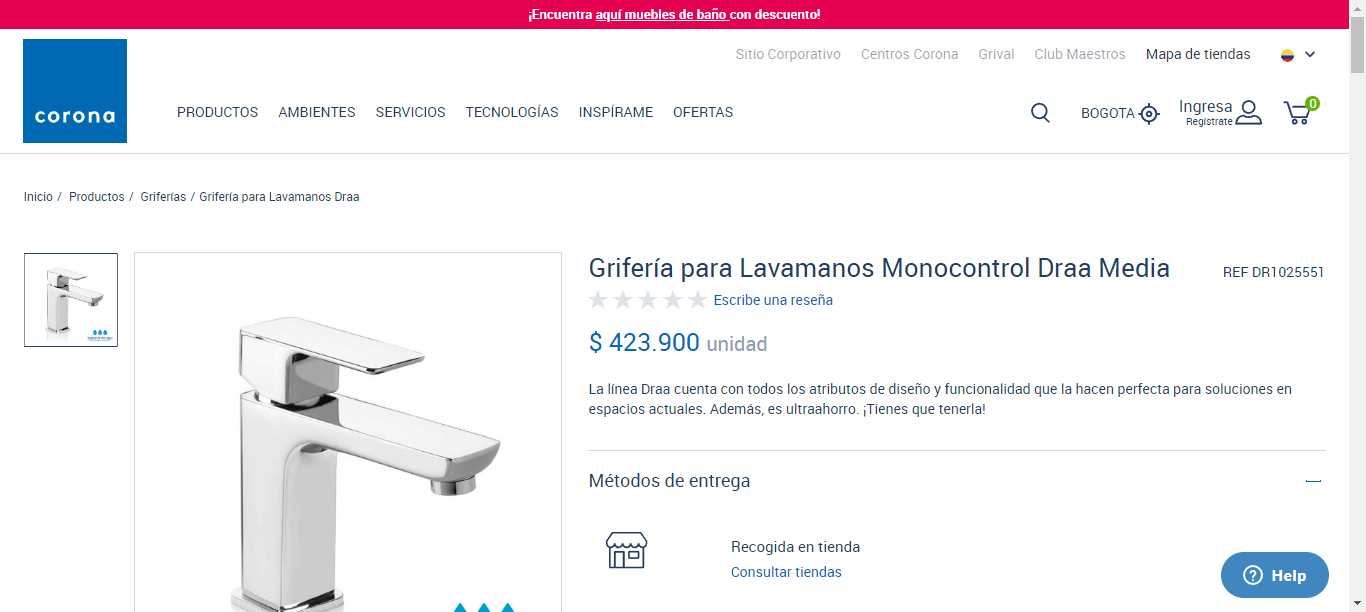 ¡Encuentra aquí muebles de baño con descuento!
Sitio Corporativo Centros Corona Grival Club Maestros Mapa de tiendas
corona
PRODUCTOS AMBIENTES SERVICIOS TECNOLOGÍAS INSPÍRAME OFERTAS
BOGOTA
Ingresa
Regístrate
0
Inicio / Productos / Griferías / Grifería para Lavamanos Draa
Grifería para Lavamanos Monocontrol Draa Media
REF DR1025551
Escribe una reseña
$ 423.900 unidad
La línea Draa cuenta con todos los atributos de diseño y funcionalidad que la hacen perfecta para soluciones en
espacios actuales. Además, es ultraahorro. ¡Tienes que tenerla!
Métodos de entrega
Recogida en tienda
Consultar tiendas
Help